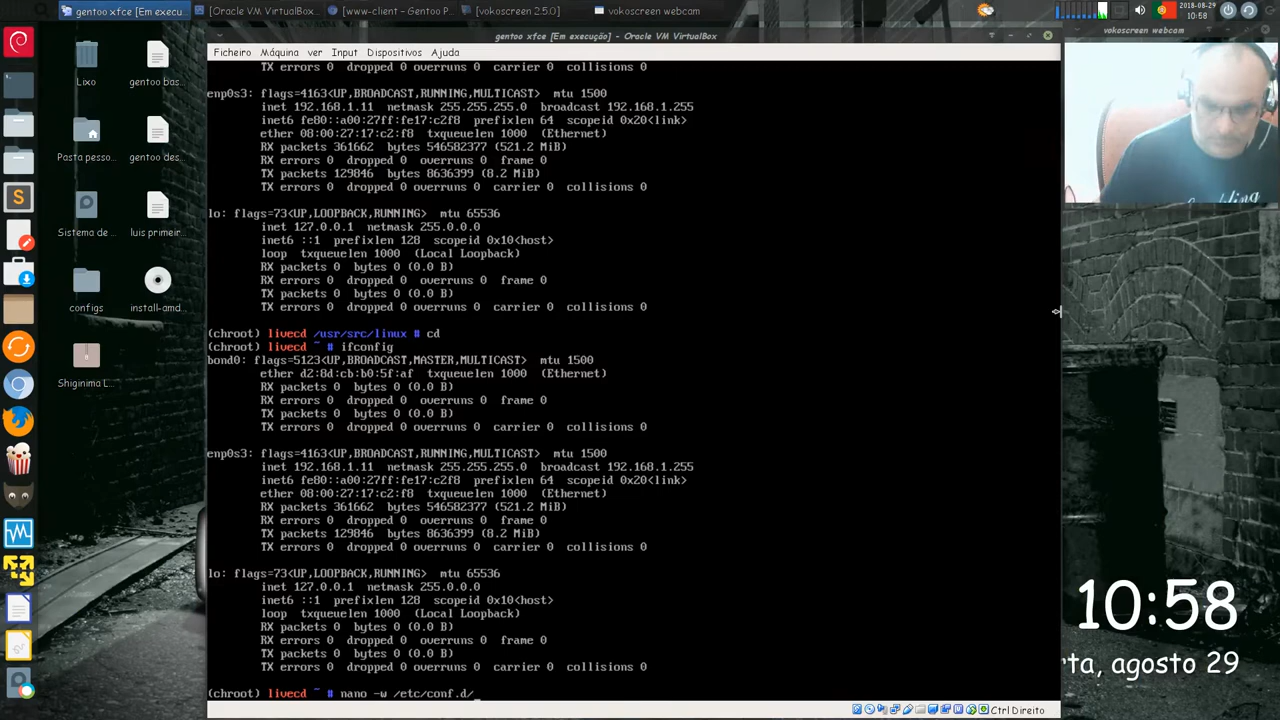 gentoo xfce [Em execu...
[Oracle VM VirtualBox...
[www-client – Gentoo P...
[vokoscreen 2.5.0]
vokoscreen webcam
2018-08-29
10:58
gentoo xfce [Em execução] - Oracle VM VirtualBox
vokoscreen webcam
Ficheiro Máquina ver Input Dispositivos Ajuda
Lixo
gentoo bas...
Pasta pesso...
gentoo des...
Sistema de ...
luis primeir...
configs
install-amd...
Shiginima L...
TX errors 0 dropped 0 overruns 0 carrier 0 collisions 0
enp0s3: flags=4163<UP,BROADCAST,RUNNING,MULTICAST> mtu 1500
inet 192.168.1.11 netmask 255.255.255.0 broadcast 192.168.1.255
inet6 fe80::a00:27ff:fe17:c2f8 prefixlen 64 scopeid 0x20<link>
ether 08:00:27:17:c2:f8 txqueuelen 1000 (Ethernet)
RX packets 361662 bytes 546582377 (521.2 MiB)
RX errors 0 dropped 0 overruns 0 frame 0
TX packets 129846 bytes 8636399 (8.2 MiB)
TX errors 0 dropped 0 overruns 0 carrier 0 collisions 0
lo: flags=73<UP,LOOPBACK,RUNNING> mtu 65536
inet 127.0.0.1 netmask 255.0.0.0
inet6 ::1 prefixlen 128 scopeid 0x10<host>
loop txqueuelen 1000 (Local Loopback)
RX packets 0 bytes 0 (0.0 B)
RX errors 0 dropped 0 overruns 0 frame 0
TX packets 0 bytes 0 (0.0 B)
TX errors 0 dropped 0 overruns 0 carrier 0 collisions 0
(chroot) livecd /usr/src/linux # cd
(chroot) livecd ~ # ifconfig
bond0: flags=5123<UP,BROADCAST,MASTER,MULTICAST> mtu 1500
ether d2:8d:cb:b0:5f:af txqueuelen 1000 (Ethernet)
RX packets 0 bytes 0 (0.0 B)
RX errors 0 dropped 0 overruns 0 frame 0
TX packets 0 bytes 0 (0.0 B)
TX errors 0 dropped 0 overruns 0 carrier 0 collisions 0
enp0s3: flags=4163<UP,BROADCAST,RUNNING,MULTICAST> mtu 1500
inet 192.168.1.11 netmask 255.255.255.0 broadcast 192.168.1.255
inet6 fe80::a00:27ff:fe17:c2f8 prefixlen 64 scopeid 0x20<link>
ether 08:00:27:17:c2:f8 txqueuelen 1000 (Ethernet)
RX packets 361662 bytes 546582377 (521.2 MiB)
RX errors 0 dropped 0 overruns 0 frame 0
TX packets 129846 bytes 8636399 (8.2 MiB)
TX errors 0 dropped 0 overruns 0 carrier 0 collisions 0
lo: flags=73<UP,LOOPBACK,RUNNING> mtu 65536
inet 127.0.0.1 netmask 255.0.0.0
inet6 ::1 prefixlen 128 scopeid 0x10<host>
loop txqueuelen 1000 (Local Loopback)
RX packets 0 bytes 0 (0.0 B)
RX errors 0 dropped 0 overruns 0 frame 0
TX packets 0 bytes 0 (0.0 B)
TX errors 0 dropped 0 overruns 0 carrier 0 collisions 0
(chroot) livecd ~ # nano -w /etc/conf.d/_
Ctrl Direito
10:58
rta, agosto 29